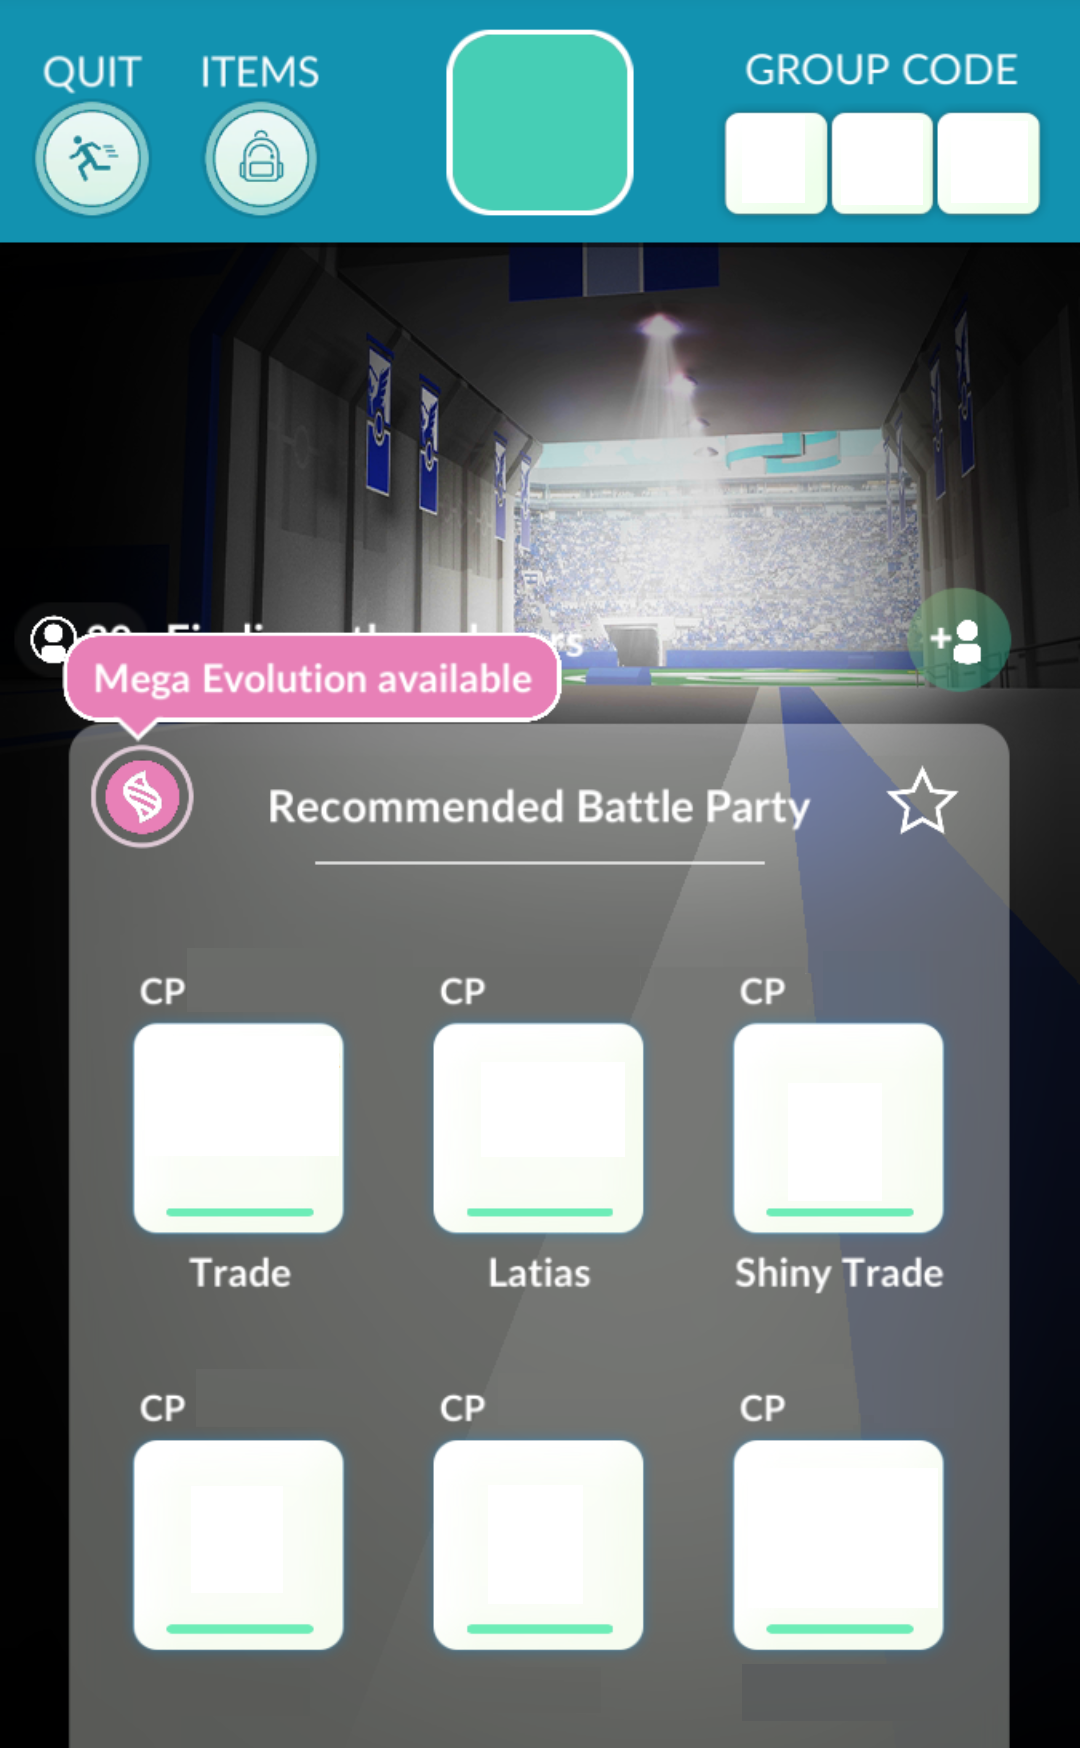 QUIT ITEMS GROUP CODE
Mega Evolution available
Recommended Battle Party
CP CP CP
Trade Latias Shiny Trade
CP CP CP